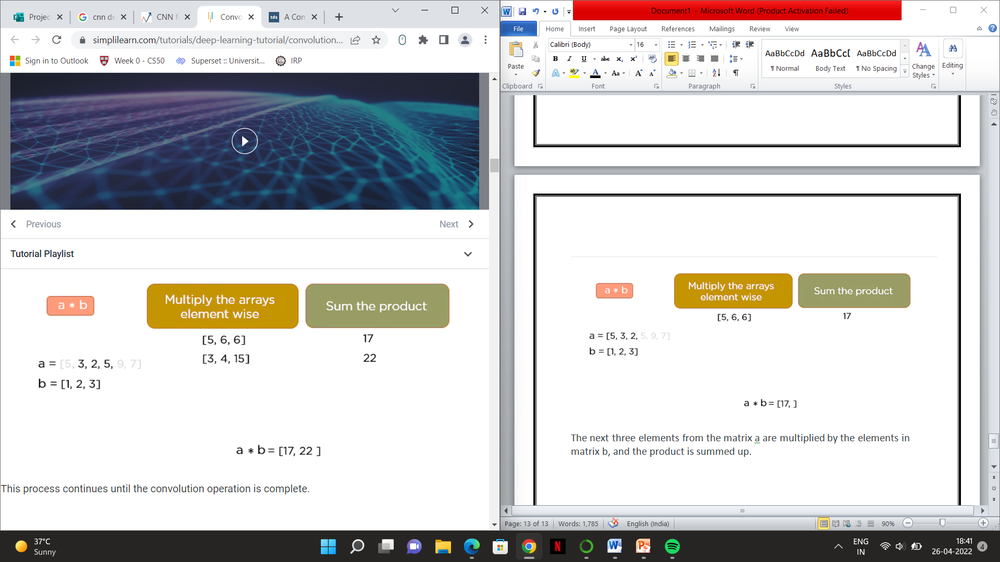 Projec
cnn de
CNN f
Convo
tds A Com
simplilearn.com/tutorials/deep-learning-tutorial/convolution...
Sign in to Outlook
Week 0 - CS50
Superset :: Universit...
IRP
Previous
Next
Tutorial Playlist
a * b
Multiply the arrays
element wise
Sum the product
[5, 6, 6]
17
[3, 4, 15]
22
a = [5, 3, 2, 5, 9, 7]
b = [1, 2, 3]
a * b = [17, 22 ]
This process continues until the convolution operation is complete.
Document1 - Microsoft Word (Product Activation Failed)
File
Home
Insert
Page Layout
References
Mailings
Review
View
Paste
Clipboard
Calibri (Body)
16
B I U abc x₂ x²
A ab A Aa A A
Font
Paragraph
AaBbCcDd
¶ Normal
AaBbCcI
Body Text
AaBbCcDd
¶ No Spacing
Change
Styles
Styles
Editing
a * b
Multiply the arrays
element wise
Sum the product
[5, 6, 6]
17
a = [5, 3, 2, 5, 9, 7]
b = [1, 2, 3]
a * b = [17, ]
The next three elements from the matrix a are multiplied by the elements in
matrix b, and the product is summed up.
Page: 13 of 13
Words: 1,785
English (India)
90%
37°C
Sunny
ENG
IN
18:41
26-04-2022
4